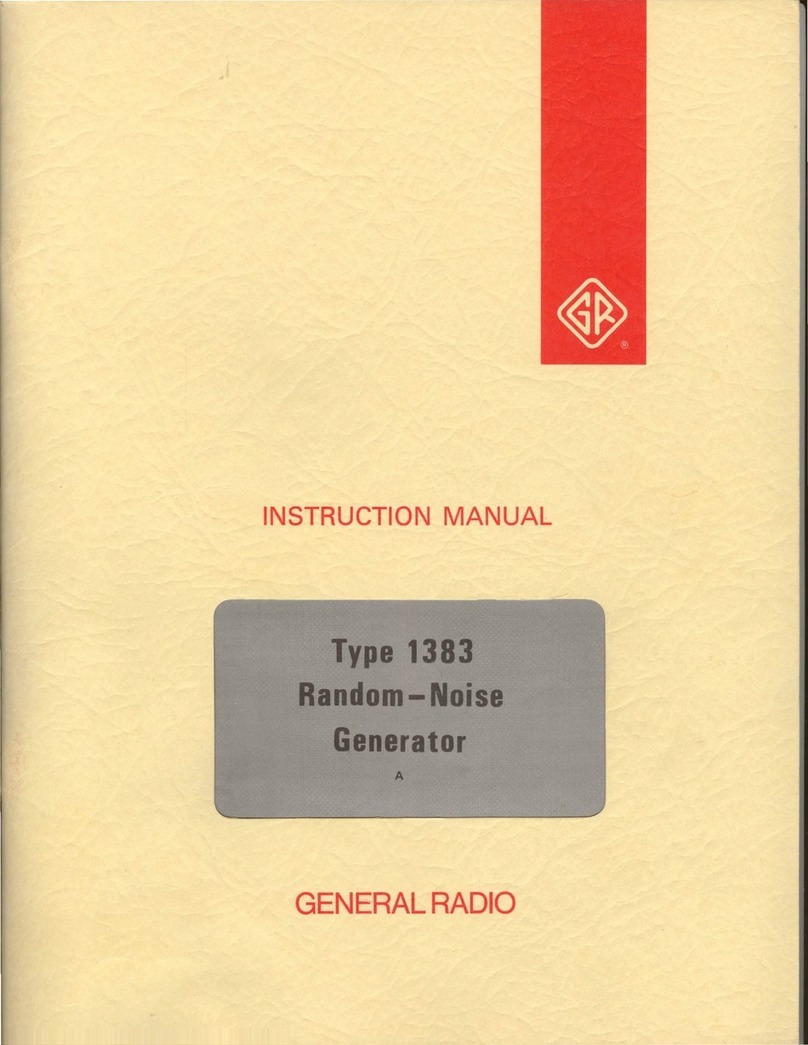 GR
®
INSTRUCTION MANUAL
Type 1383
Random-Noise
Generator
A
GENERAL RADIO